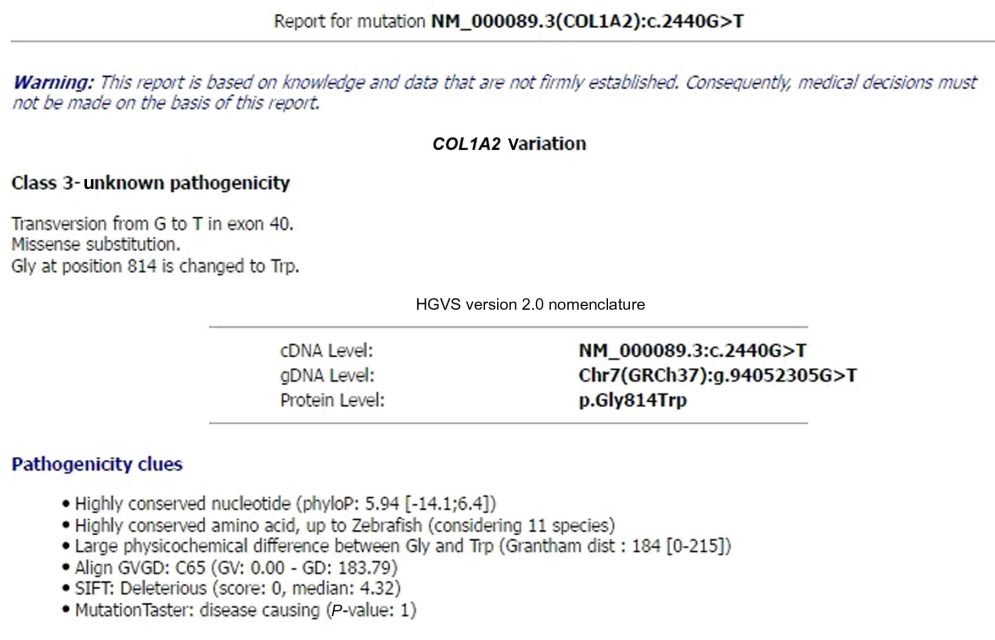 Report for mutation NM_000089.3(COL1A2):c.2440G>T
Warning: This report is based on knowledge and data that are not firmly established. Consequently, medical decisions must
not be made on the basis of this report.
COL1A2 Variation
Class 3-unknown pathogenicity
Transversion from G to T in exon 40.
Missense substitution.
Gly at position 814 is changed to Trp.
HGVS version 2.0 nomenclature
cDNA Level: NM_000089.3:c.2440G>T
gDNA Level: Chr7(GRCh37):g.94052305G>T
Protein Level: p.Gly814Trp
Pathogenicity clues
• Highly conserved nucleotide (phyloP: 5.94 [-14.1;6.4])
• Highly conserved amino acid, up to Zebrafish (considering 11 species)
• Large physicochemical difference between Gly and Trp (Grantham dist : 184 [0-215])
• Align GVGD: C65 (GV: 0.00 - GD: 183.79)
• SIFT: Deleterious (score: 0, median: 4.32)
• MutationTaster: disease causing (P-value: 1)